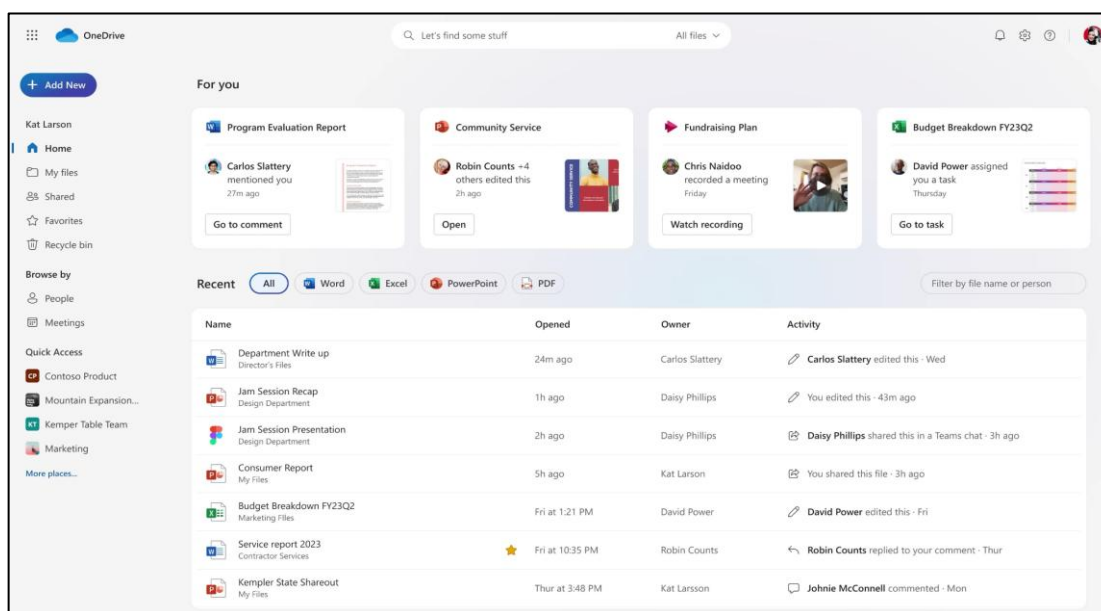 OneDrive
Let's find some stuff
All files
Add New
Kat Larson
Home
My files
Shared
Favorites
Recycle bin
Browse by
People
Meetings
Quick Access
CP Contoso Product
Mountain Expansion...
KT Kemper Table Team
Marketing
More places...
For you
Program Evaluation Report
Carlos Slattery
mentioned you
27m ago
Go to comment
Community Service
Robin Counts +4
others edited this
2h ago
COMMUNITY SERVICE
Open
Fundraising Plan
Chris Naidoo
recorded a meeting
Friday
Watch recording
Budget Breakdown FY23Q2
David Power assigned
you a task
Thursday
Go to task
Recent All Word Excel PowerPoint PDF
Filter by file name or person
Name Opened Owner Activity
Department Write up
Director's Files
24m ago Carlos Slattery Carlos Slattery edited this · Wed
Jam Session Recap
Design Department
1h ago Daisy Phillips You edited this · 43m ago
Jam Session Presentation
Design Department
2h ago Daisy Phillips Daisy Phillips shared this in a Teams chat · 3h ago
Consumer Report
My Files
5h ago Kat Larson You shared this file · 3h ago
Budget Breakdown FY23Q2
Marketing Files
Fri at 1:21 PM David Power David Power edited this · Fri
Service report 2023
Contractor Services
Fri at 10:35 PM Robin Counts Robin Counts replied to your comment · Thur
Kempler State Shareout
My Files
Thur at 3:48 PM Kat Larson Johnie McConnell commented · Mon